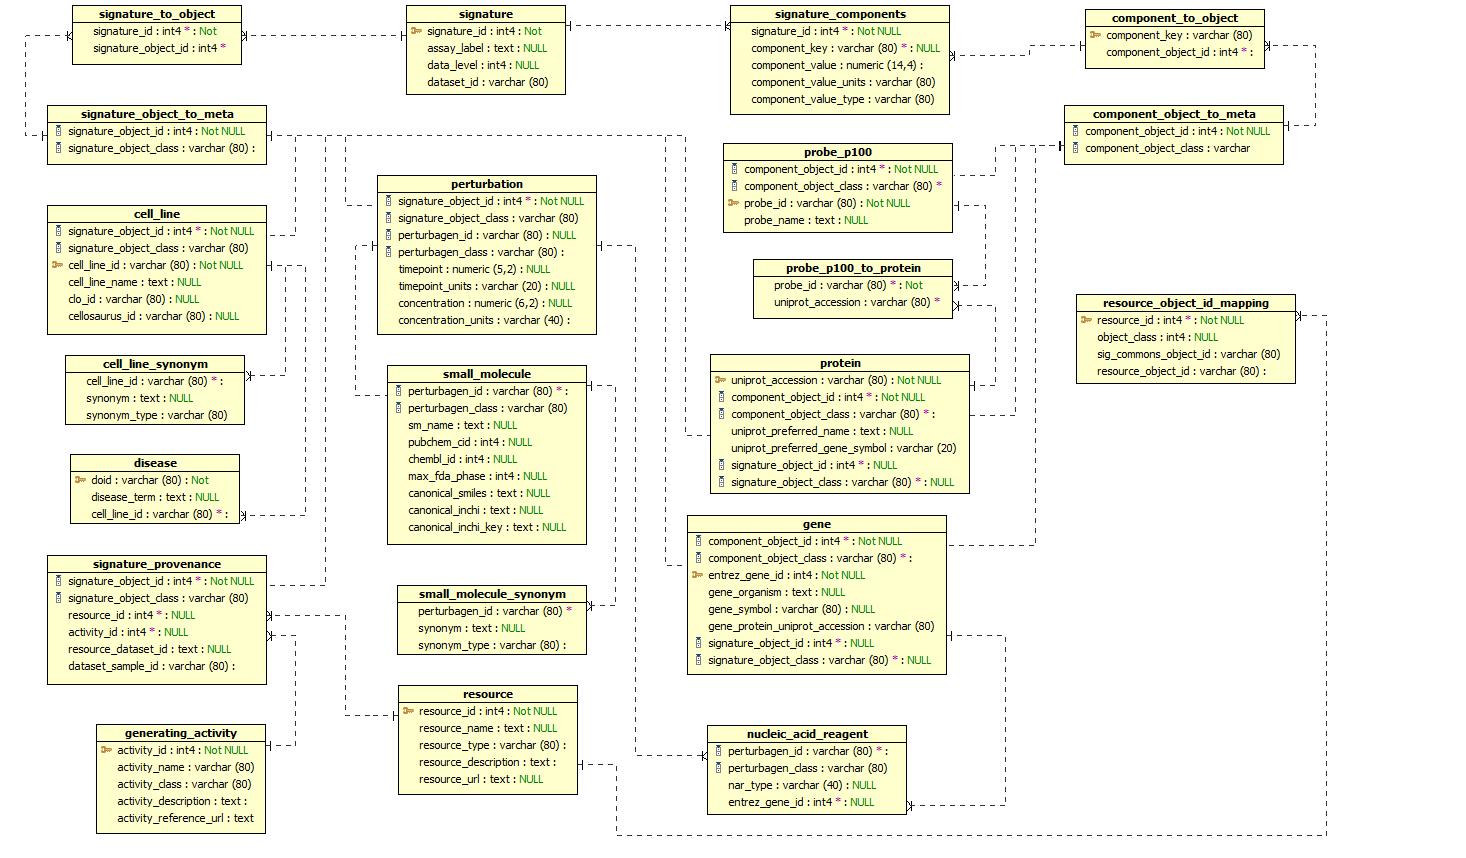 signature_to_object
signature_id : int4 * : Not
signature_object_id : int4 *
signature
signature_id : int4 : Not
assay_label : text : NULL
data_level : int4 : NULL
dataset_id : varchar (80)
signature_components
signature_id : int4 * : Not NULL
component_key : varchar (80) * : NULL
component_value : numeric (14,4) :
component_value_units : varchar (80)
component_value_type : varchar (80)
component_to_object
component_key : varchar (80)
component_object_id : int4 * :
signature_object_to_meta
signature_object_id : int4 : Not NULL
signature_object_class : varchar (80) :
component_object_to_meta
component_object_id : int4 : Not NULL
component_object_class : varchar
probe_p100
component_object_id : int4 * : Not NULL
component_object_class : varchar (80) *
probe_id : varchar (80) : Not NULL
probe_name : text : NULL
perturbation
signature_object_id : int4 * : Not NULL
signature_object_class : varchar (80)
perturbagen_id : varchar (80) : NULL
perturbagen_class : varchar (80) :
timepoint : numeric (5,2) : NULL
timepoint_units : varchar (20) : NULL
concentration : numeric (6,2) : NULL
concentration_units : varchar (40) :
cell_line
signature_object_id : int4 * : Not NULL
signature_object_class : varchar (80)
cell_line_id : varchar (80) : Not NULL
cell_line_name : text : NULL
clo_id : varchar (80) : NULL
cellosaurus_id : varchar (80) : NULL
probe_p100_to_protein
probe_id : varchar (80) * : Not
uniprot_accession : varchar (80) *
resource_object_id_mapping
resource_id : int4 * : Not NULL
object_class : int4 : NULL
sig_commons_object_id : varchar (80)
resource_object_id : varchar (80) :
cell_line_synonym
cell_line_id : varchar (80) * :
synonym : text : NULL
synonym_type : varchar (80)
small_molecule
perturbagen_id : varchar (80) * :
perturbagen_class : varchar (80)
sm_name : text : NULL
pubchem_cid : int4 : NULL
chembl_id : int4 : NULL
max_fda_phase : int4 : NULL
canonical_smiles : text : NULL
canonical_inchi : text : NULL
canonical_inchi_key : text : NULL
protein
uniprot_accession : varchar (80) : Not NULL
component_object_id : int4 * : Not NULL
component_object_class : varchar (80) * :
uniprot_preferred_name : text : NULL
uniprot_preferred_gene_symbol : varchar (20)
signature_object_id : int4 * : NULL
signature_object_class : varchar (80) * : NULL
disease
doid : varchar (80) : Not
disease_term : text : NULL
cell_line_id : varchar (80) * :
gene
component_object_id : int4 * : Not NULL
component_object_class : varchar (80) * :
entrez_gene_id : int4 : Not NULL
gene_organism : text : NULL
gene_symbol : varchar (80) : NULL
gene_protein_uniprot_accession : varchar (80)
signature_object_id : int4 * : NULL
signature_object_class : varchar (80) * : NULL
signature_provenance
signature_object_id : int4 * : Not NULL
signature_object_class : varchar (80)
resource_id : int4 * : NULL
activity_id : int4 * : NULL
resource_dataset_id : text : NULL
dataset_sample_id : varchar (80) :
small_molecule_synonym
perturbagen_id : varchar (80) *
synonym : text : NULL
synonym_type : varchar (80) :
resource
resource_id : int4 : Not NULL
resource_name : text : NULL
resource_type : varchar (80) :
resource_description : text :
resource_url : text : NULL
generating_activity
activity_id : int4 : Not NULL
activity_name : varchar (80)
activity_class : varchar (80)
activity_description : text :
activity_reference_url : text
nucleic_acid_reagent
perturbagen_id : varchar (80) * :
perturbagen_class : varchar (80)
nar_type : varchar (40) : NULL
entrez_gene_id : int4 * : NULL